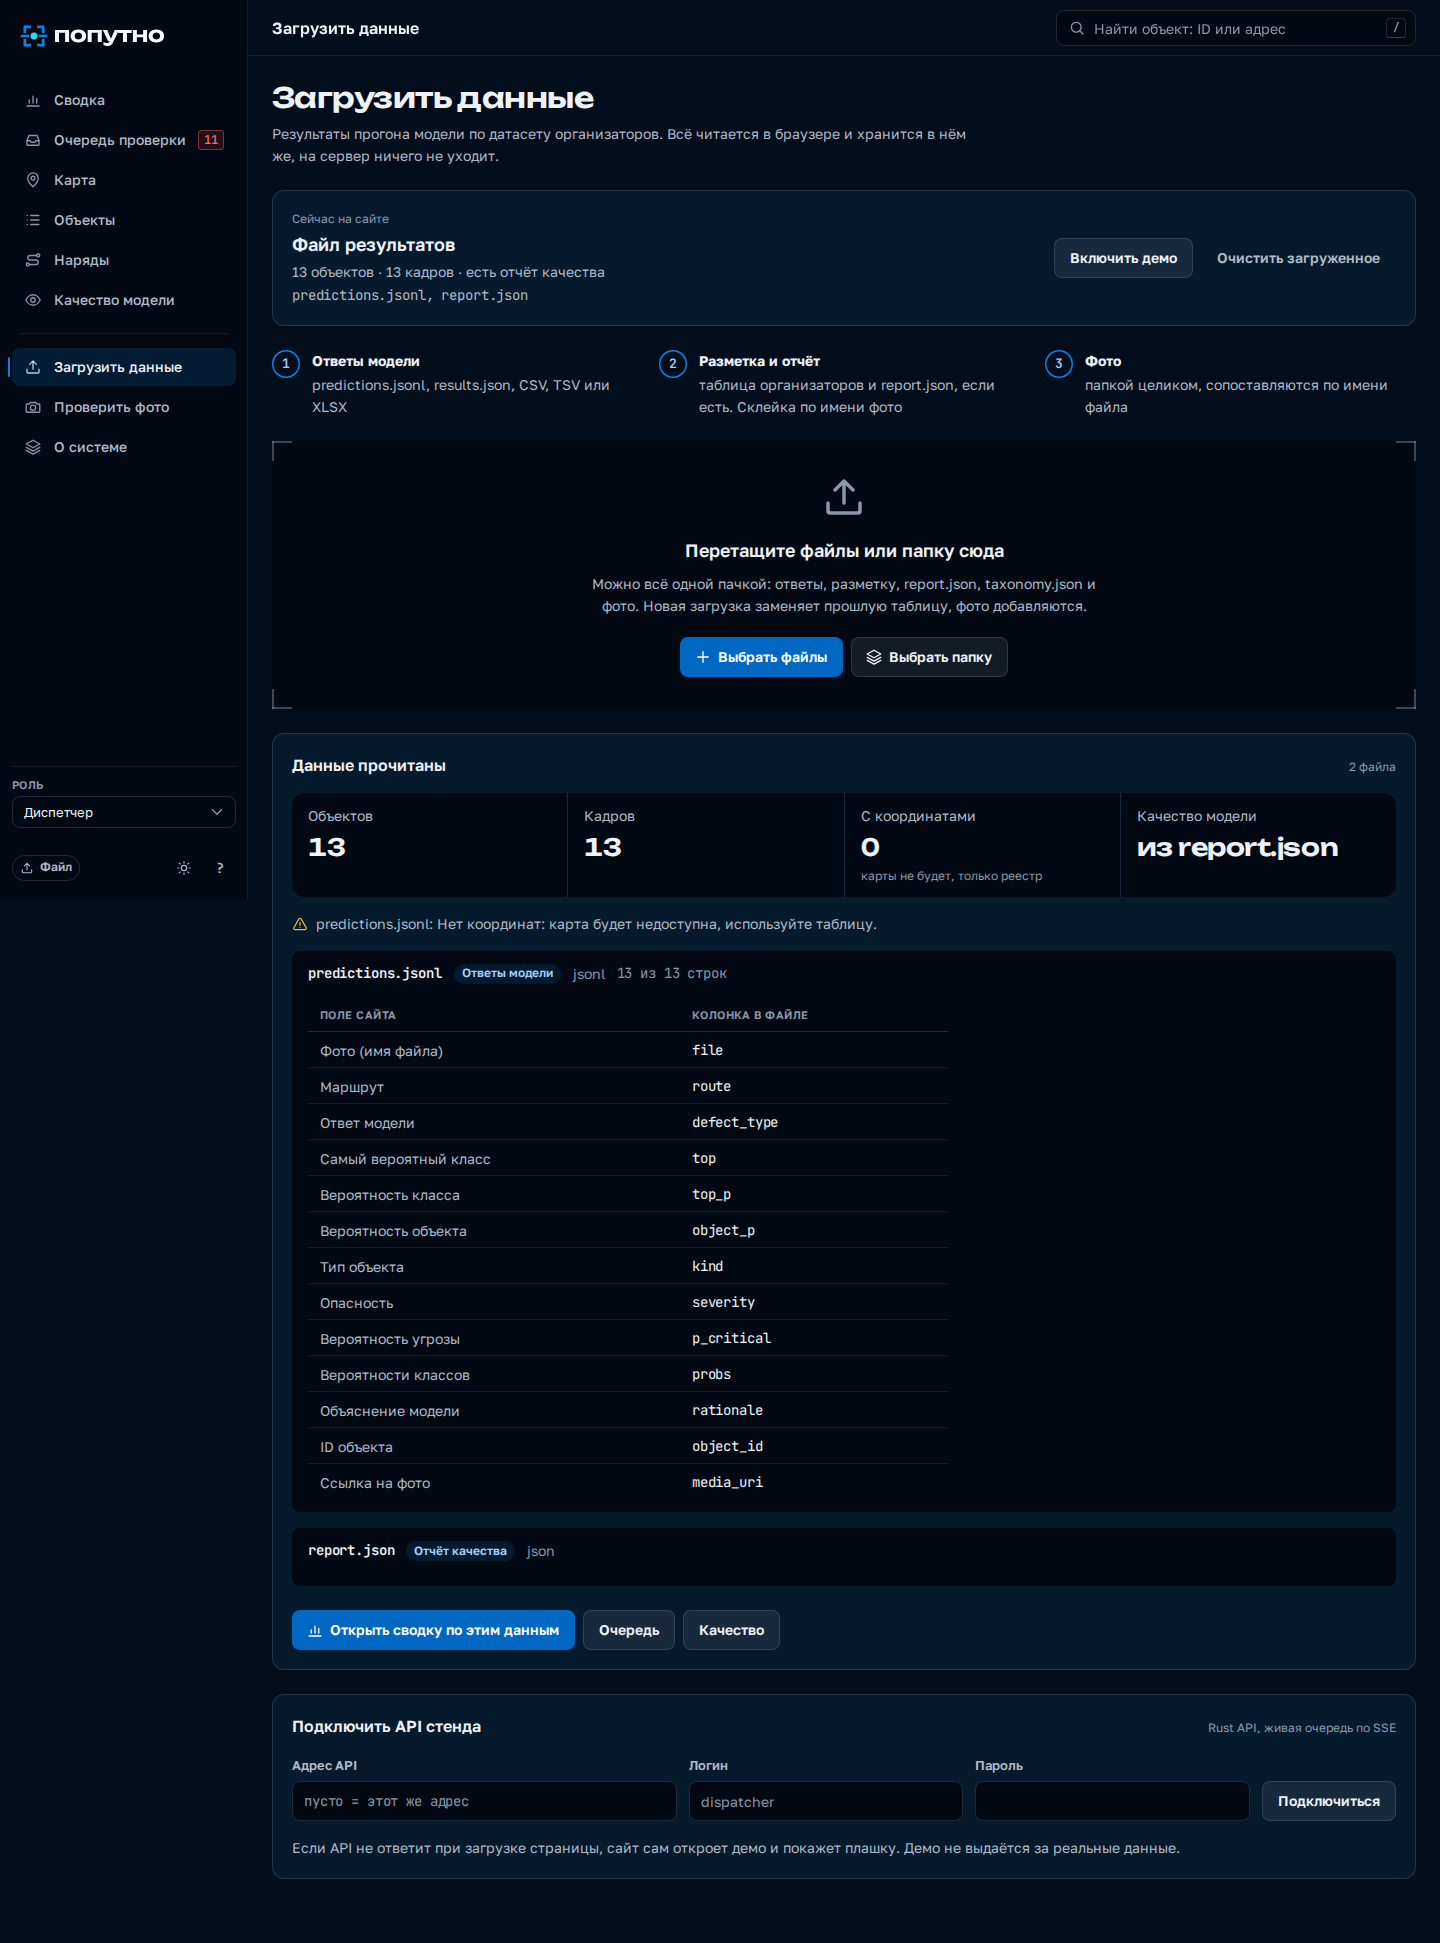 попутно
Сводка
Очередь проверки 11
Карта
Объекты
Наряды
Качество модели
Загрузить данные
Проверить фото
О системе
РОЛЬ
Диспетчер
Файл ?
Загрузить данные
Найти объект: ID или адрес /
Загрузить данные
Результаты прогона модели по датасету организаторов. Всё читается в браузере и хранится в нём
же, на сервер ничего не уходит.
Сейчас на сайте
Файл результатов
13 объектов · 13 кадров · есть отчёт качества
predictions.jsonl, report.json
Включить демо
Очистить загруженное
1 Ответы модели
predictions.jsonl, results.json, CSV, TSV или
XLSX
2 Разметка и отчёт
таблица организаторов и report.json, если
есть. Склейка по имени фото
3 Фото
папкой целиком, сопоставляются по имени
файла
Перетащите файлы или папку сюда
Можно всё одной пачкой: ответы, разметку, report.json, taxonomy.json и
фото. Новая загрузка заменяет прошлую таблицу, фото добавляются.
Выбрать файлы
Выбрать папку
Данные прочитаны
2 файла
Объектов
13
Кадров
13
С координатами
0
карты не будет, только реестр
Качество модели
из report.json
predictions.jsonl: Нет координат: карта будет недоступна, используйте таблицу.
predictions.jsonl Ответы модели jsonl 13 из 13 строк
ПОЛЕ САЙТА КОЛОНКА В ФАЙЛЕ
Фото (имя файла) file
Маршрут route
Ответ модели defect_type
Самый вероятный класс top
Вероятность класса top_p
Вероятность объекта object_p
Тип объекта kind
Опасность severity
Вероятность угрозы p_critical
Вероятности классов probs
Объяснение модели rationale
ID объекта object_id
Ссылка на фото media_uri
report.json Отчёт качества json
Открыть сводку по этим данным
Очередь
Качество
Подключить API стенда
Rust API, живая очередь по SSE
Адрес API
пусто = этот же адрес
Логин
dispatcher
Пароль
Подключиться
Если API не ответит при загрузке страницы, сайт сам откроет демо и покажет плашку. Демо не выдаётся за реальные данные.